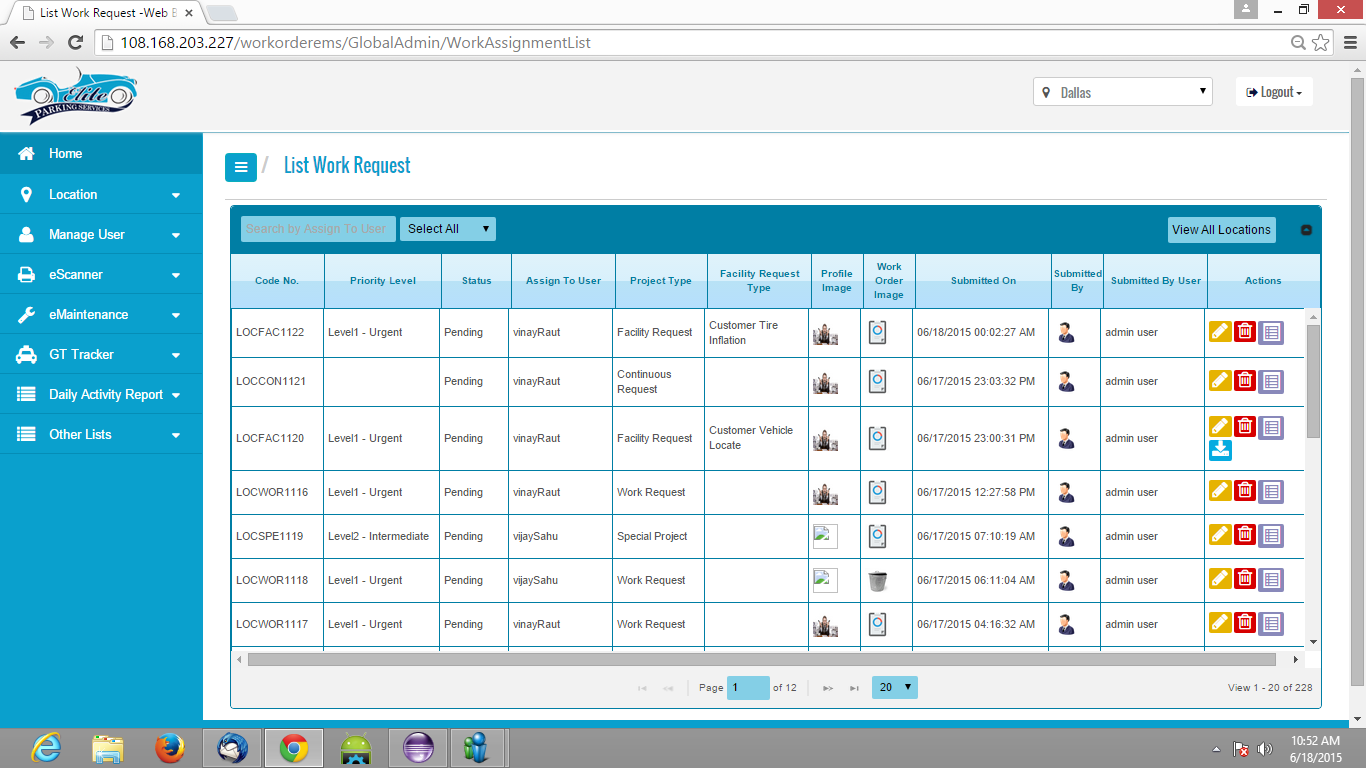 List Work Request -Web B
108.168.203.227/workorderems/GlobalAdmin/WorkAssignmentList
Elite
PARKING SERVICES
Dallas
Logout
Home
Location
Manage User
eScanner
eMaintenance
GT Tracker
Daily Activity Report
Other Lists
/ List Work Request
Search by Assign To User Select All View All Locations
Code No. Priority Level Status Assign To User Project Type Facility Request Type Profile Image Work Order Image Submitted On Submitted By Submitted By User Actions
LOCFAC1122 Level1 - Urgent Pending vinayRaut Facility Request Customer Tire Inflation 06/18/2015 00:02:27 AM admin user
LOCCON1121 Pending vinayRaut Continuous Request 06/17/2015 23:03:32 PM admin user
LOCFAC1120 Level1 - Urgent Pending vinayRaut Facility Request Customer Vehicle Locate 06/17/2015 23:00:31 PM admin user
LOCWOR1116 Level1 - Urgent Pending vinayRaut Work Request 06/17/2015 12:27:58 PM admin user
LOCSPE1119 Level2 - Intermediate Pending vijaySahu Special Project 06/17/2015 07:10:19 AM admin user
LOCWOR1118 Level1 - Urgent Pending vijaySahu Work Request 06/17/2015 06:11:04 AM admin user
LOCWOR1117 Level1 - Urgent Pending vinayRaut Work Request 06/17/2015 04:16:32 AM admin user
Page 1 of 12 20 View 1 - 20 of 228
10:52 AM
6/18/2015